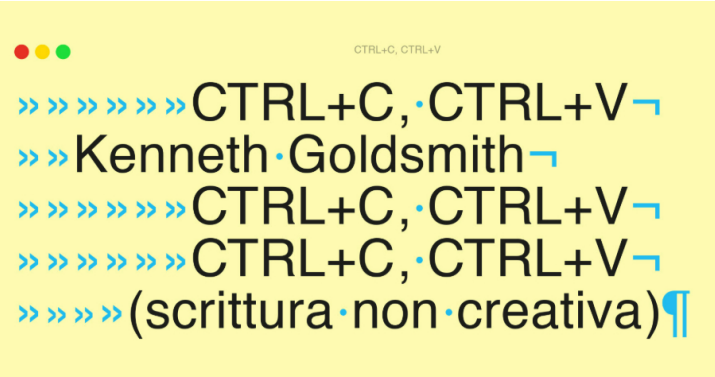 CTRL+C, CTRL+V
»»»»»»CTRL+C,·CTRL+V¬
»»Kenneth·Goldsmith¬
»»»»»»CTRL+C,·CTRL+V¬
»»»»»»CTRL+C,·CTRL+V¬
»»»»(scrittura·non·creativa)¶